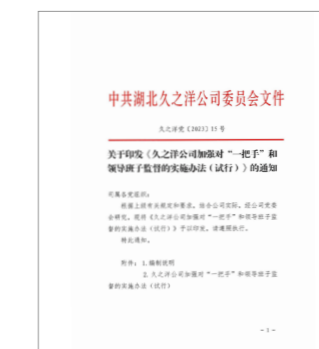 中共湖北久之洋公司委员会文件
久之洋党〔2023〕15 号
关于印发《久之洋公司加强对“一把手”和
领导班子监督的实施办法（试行）》的通知
司属各党组织：
根据上级有关规定和要求，结合公司实际，经公司党委
会研究，现将《久之洋公司加强对“一把手”和领导班子监
督的实施办法（试行）》予以印发，请遵照执行。
特此通知。
附件：1.编制说明
2.久之洋公司加强对“一把手”和领导班子监
督的实施办法（试行）
- 1 -